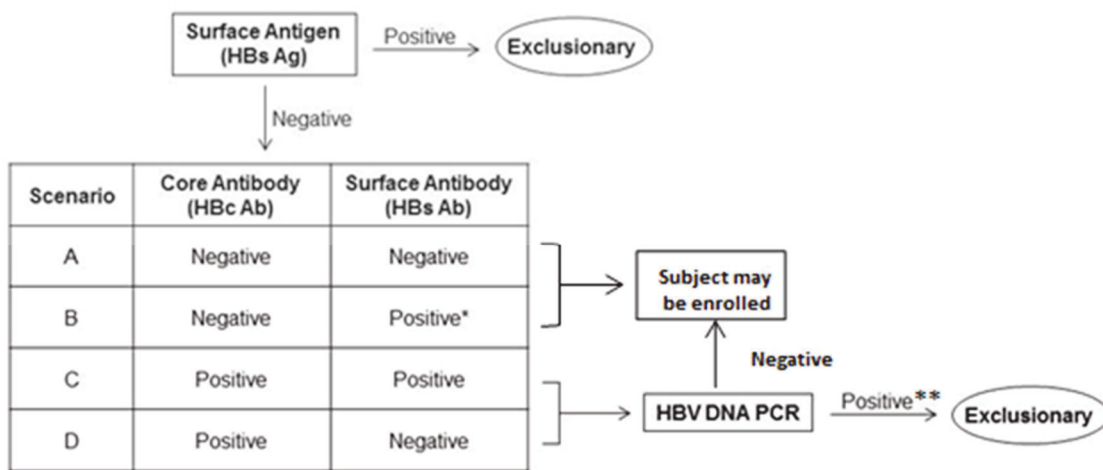 Surface Antigen
(HBs Ag)
Positive
Exclusionary
Negative
Scenario
Core Antibody
(HBc Ab)
Surface Antibody
(HBs Ab)
A
Negative
Negative
B
Negative
Positive*
C
Positive
Positive
D
Positive
Negative
Subject may
be enrolled
Negative
HBV DNA PCR
Positive**
Exclusionary